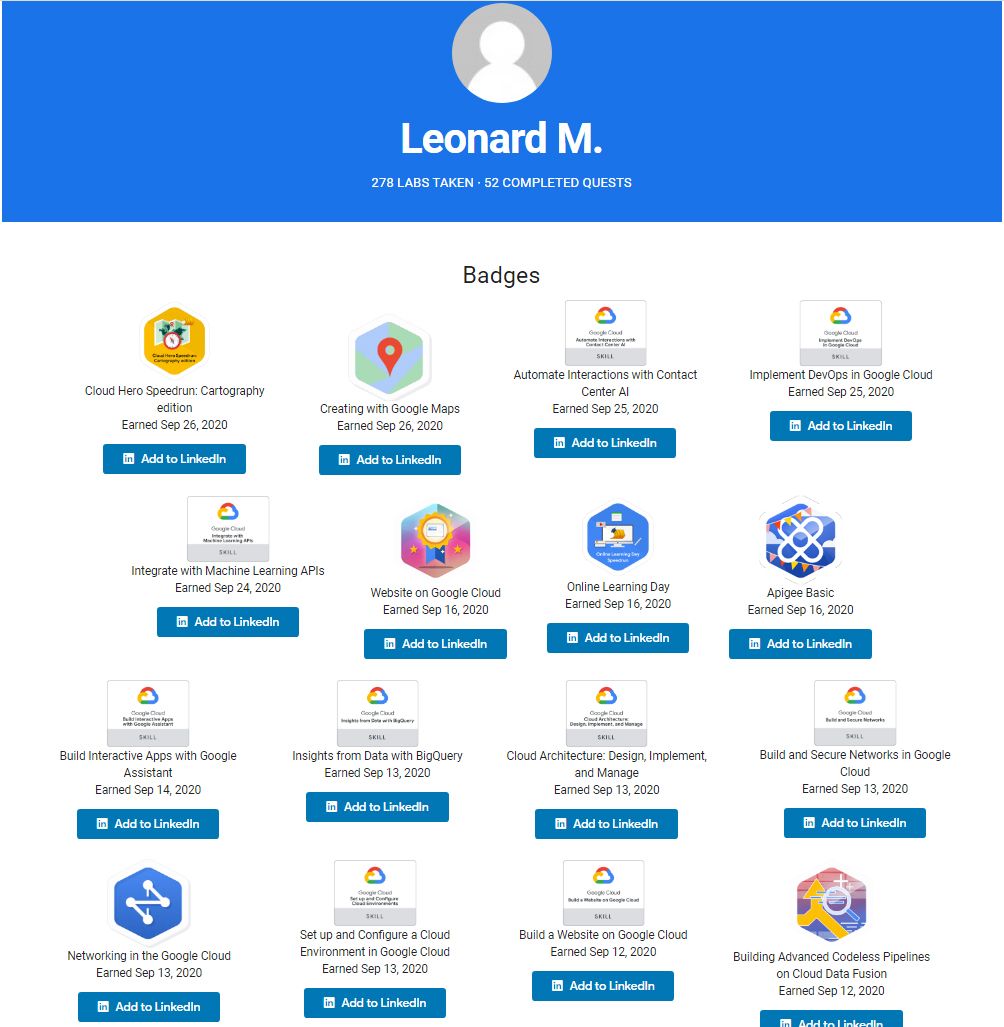 Leonard M.
278 LABS TAKEN · 52 COMPLETED QUESTS
Badges
Cloud Hero Speedrun:
Cartography edition
Cloud Hero Speedrun: Cartography
edition
Earned Sep 26, 2020
Add to LinkedIn
Creating with Google Maps
Earned Sep 26, 2020
Add to LinkedIn
Google Cloud
Automate Interactions with
Contact Center AI
SKILL
Automate Interactions with Contact
Center AI
Earned Sep 25, 2020
Add to LinkedIn
Google Cloud
Implement DevOps
in Google Cloud
SKILL
Implement DevOps in Google Cloud
Earned Sep 25, 2020
Add to LinkedIn
Google Cloud
Integrate with
Machine Learning APIs
SKILL
Integrate with Machine Learning APIs
Earned Sep 24, 2020
Add to LinkedIn
Website on Google Cloud
Earned Sep 16, 2020
Add to LinkedIn
Online Learning Day
Speedrun
Online Learning Day
Earned Sep 16, 2020
Add to LinkedIn
Apigee Basic
Earned Sep 16, 2020
Add to LinkedIn
Google Cloud
Build Interactive Apps
with Google Assistant
SKILL
Build Interactive Apps with Google
Assistant
Earned Sep 14, 2020
Add to LinkedIn
Google Cloud
Insights from Data with BigQuery
SKILL
Insights from Data with BigQuery
Earned Sep 13, 2020
Add to LinkedIn
Google Cloud
Cloud Architecture:
Design, Implement, and Manage
SKILL
Cloud Architecture: Design, Implement,
and Manage
Earned Sep 13, 2020
Add to LinkedIn
Google Cloud
Build and Secure Networks
SKILL
Build and Secure Networks in Google
Cloud
Earned Sep 13, 2020
Add to LinkedIn
Networking in the Google Cloud
Earned Sep 13, 2020
Add to LinkedIn
Google Cloud
Set up and Configure
Cloud Environments
SKILL
Set up and Configure a Cloud
Environment in Google Cloud
Earned Sep 13, 2020
Add to LinkedIn
Google Cloud
Build a Website on Google Cloud
SKILL
Build a Website on Google Cloud
Earned Sep 12, 2020
Add to LinkedIn
Building Advanced Codeless Pipelines
on Cloud Data Fusion
Earned Sep 12, 2020
Add to LinkedIn